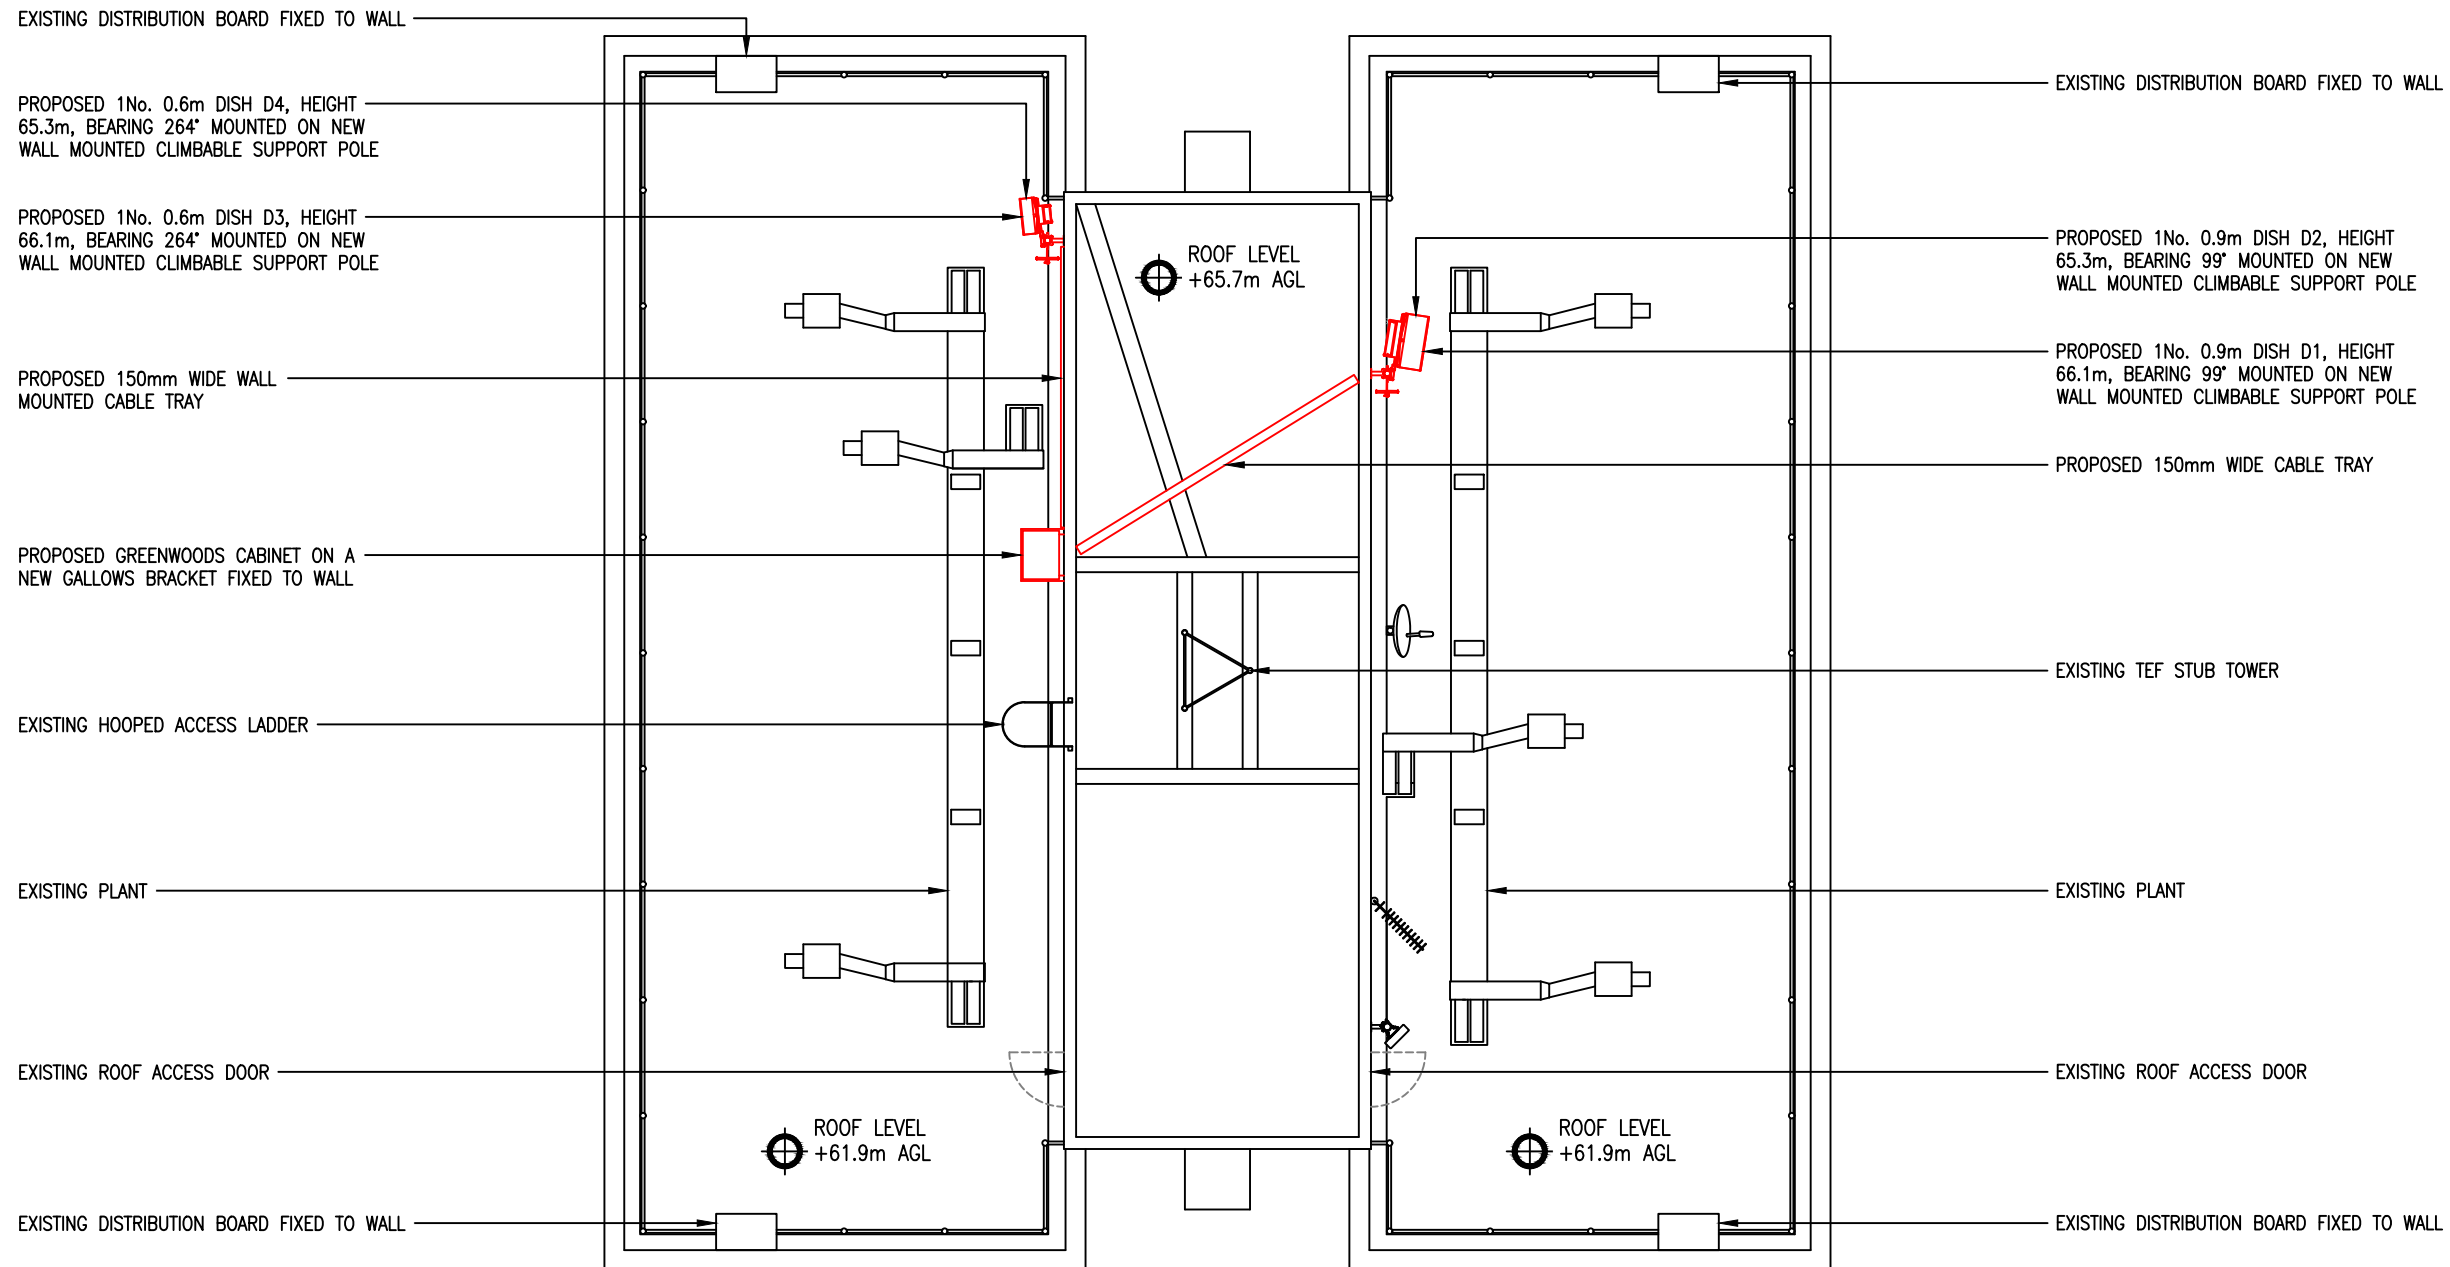 EXISTING DISTRIBUTION BOARD FIXED TO WALL
PROPOSED 1No. 0.6m DISH D4, HEIGHT
65.3m, BEARING 264° MOUNTED ON NEW
WALL MOUNTED CLIMBABLE SUPPORT POLE
PROPOSED 1No. 0.6m DISH D3, HEIGHT
66.1m, BEARING 264° MOUNTED ON NEW
WALL MOUNTED CLIMBABLE SUPPORT POLE
PROPOSED 150mm WIDE WALL
MOUNTED CABLE TRAY
PROPOSED GREENWOODS CABINET ON A
NEW GALLOWS BRACKET FIXED TO WALL
EXISTING HOOPED ACCESS LADDER
EXISTING PLANT
EXISTING ROOF ACCESS DOOR
EXISTING DISTRIBUTION BOARD FIXED TO WALL
ROOF LEVEL
+65.7m AGL
ROOF LEVEL
+61.9m AGL
ROOF LEVEL
+61.9m AGL
EXISTING DISTRIBUTION BOARD FIXED TO WALL
PROPOSED 1No. 0.9m DISH D2, HEIGHT
65.3m, BEARING 99° MOUNTED ON NEW
WALL MOUNTED CLIMBABLE SUPPORT POLE
PROPOSED 1No. 0.9m DISH D1, HEIGHT
66.1m, BEARING 99° MOUNTED ON NEW
WALL MOUNTED CLIMBABLE SUPPORT POLE
PROPOSED 150mm WIDE CABLE TRAY
EXISTING TEF STUB TOWER
EXISTING PLANT
EXISTING ROOF ACCESS DOOR
EXISTING DISTRIBUTION BOARD FIXED TO WALL